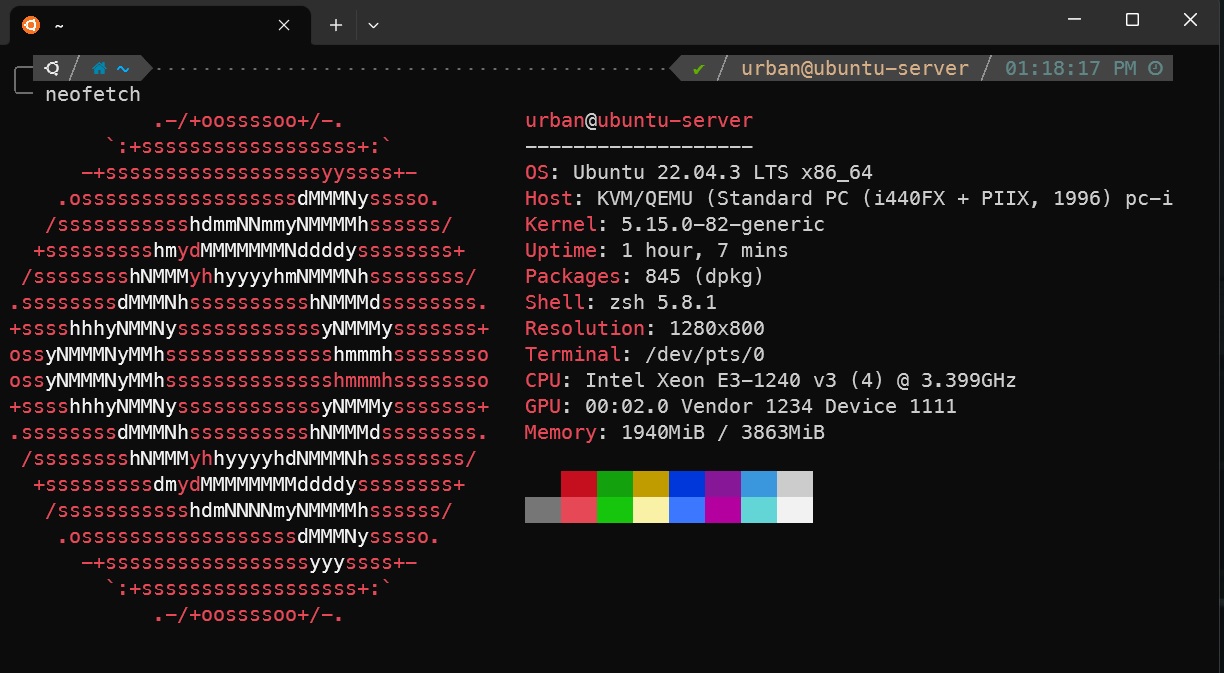 ~
~ ✔ urban@ubuntu-server 01:18:17 PM
neofetch
.-/+oossssoo+/-. urban@ubuntu-server
`:+ssssssssssssssssss+:` -------------------
-+ssssssssssssssssssyyssss+- OS: Ubuntu 22.04.3 LTS x86_64
.ossssssssssssssssssdMMMNysssso. Host: KVM/QEMU (Standard PC (i440FX + PIIX, 1996) pc-i
/ssssssssssshdmmNNmmyNMMMMhssssss/ Kernel: 5.15.0-82-generic
+ssssssssshmydMMMMMMMNddddyssssssss+ Uptime: 1 hour, 7 mins
/sssssssshNMMMyhhyyyyhmNMMMNhssssssss/ Packages: 845 (dpkg)
.ssssssssdMMMNhsssssssssshNMMMdssssssss. Shell: zsh 5.8.1
+sssshhhyNMMNyssssssssssssyNMMMysssssss+ Resolution: 1280x800
ossyNMMMNyMMhsssssssssssssshmmmhssssssso Terminal: /dev/pts/0
ossyNMMMNyMMhsssssssssssssshmmmhssssssso CPU: Intel Xeon E3-1240 v3 (4) @ 3.399GHz
+sssshhhyNMMNyssssssssssssyNMMMysssssss+ GPU: 00:02.0 Vendor 1234 Device 1111
.ssssssssdMMMNhsssssssssshNMMMdssssssss. Memory: 1940MiB / 3863MiB
/sssssssshNMMMyhhyyyyhdNMMMNhssssssss/
+sssssssssdmydMMMMMMMMddddyssssssss+
/ssssssssssshdmNNNNmyNMMMMhssssss/
.ossssssssssssssssssdMMMNysssso.
-+sssssssssssssssssyyyssss+-
`:+ssssssssssssssssss+:`
.-/+oossssoo+/-.